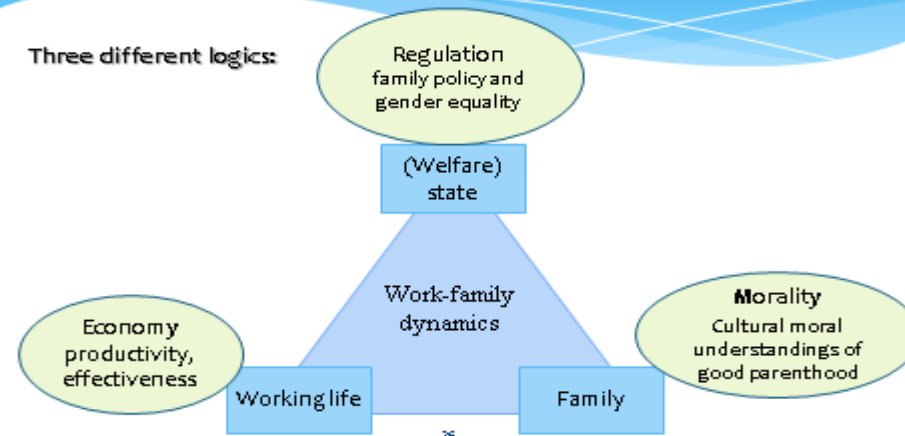 Three different logics:
Regulation
family policy and
gender equality
(Welfare)
state
Work-family
dynamics
Economy
productivity,
effectiveness
Morality
Cultural moral
understandings of
good parenthood
Working life
Family